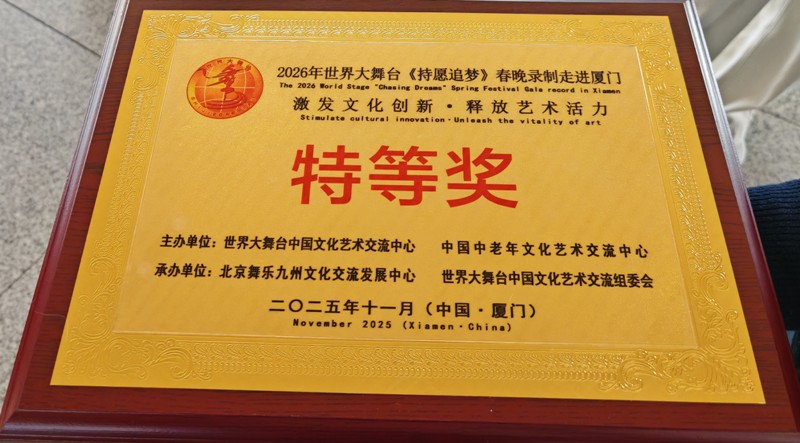 2026年世界大舞台《持愿追梦》春晚录制走进厦门
The 2026 World Stage "Chasing Dreams" Spring Festival Gala record in Xiamen
激发文化创新·释放艺术活力
Stimulate cultural innovation·Unleash the vitality of art
特等奖
主办单位：世界大舞台中国文化艺术交流中心 中国中老年文化艺术交流中心
承办单位：北京舞乐九州文化交流发展中心 世界大舞台中国文化艺术交流组委会
二〇二五年十一月（中国·厦门）
November 2025 (Xiamen·China)